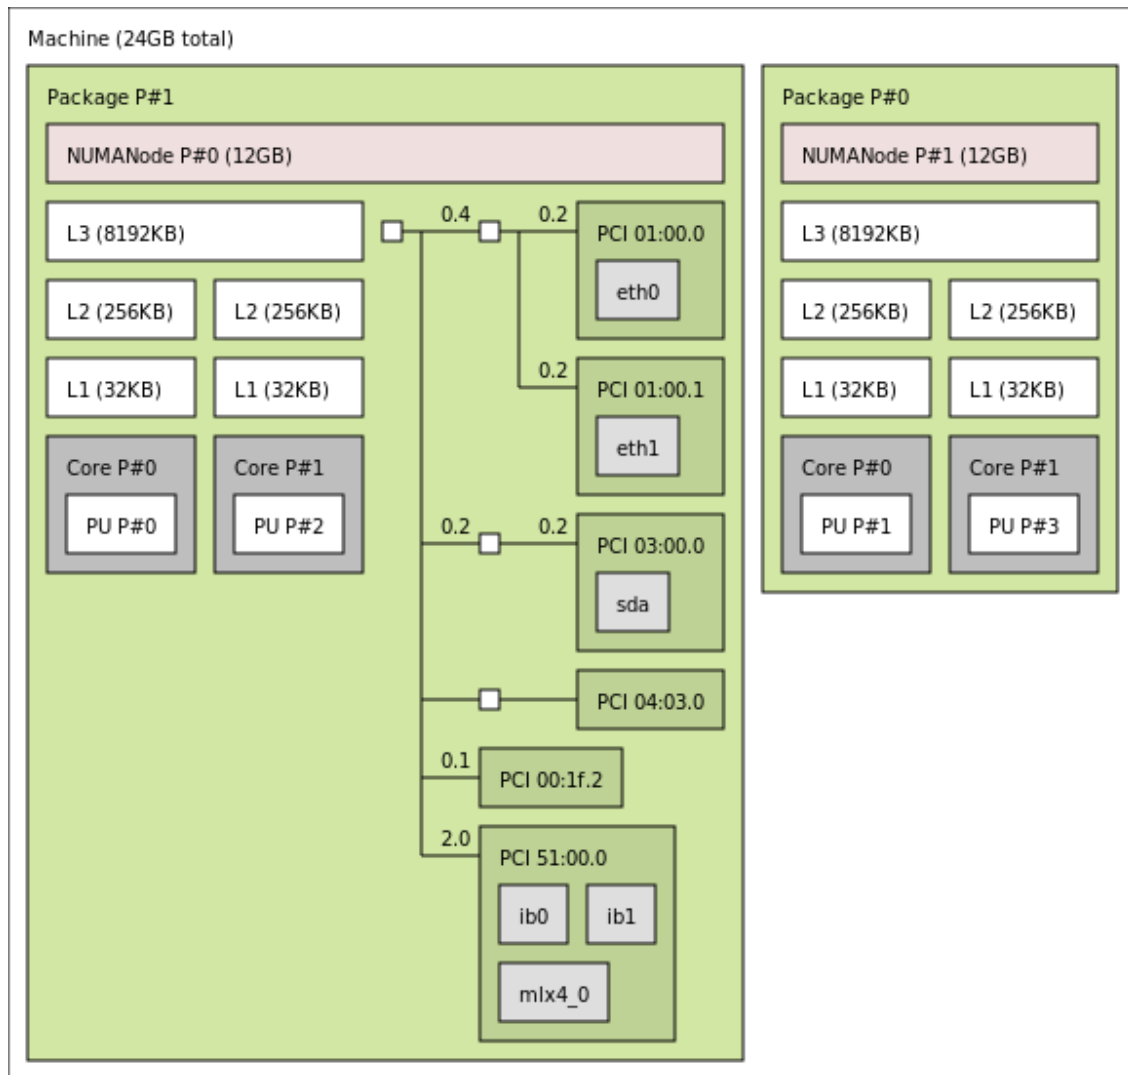 Machine (24GB total)
Package P#1
NUMANode P#0 (12GB)
L3 (8192KB)
L2 (256KB) L2 (256KB)
L1 (32KB) L1 (32KB)
Core P#0 Core P#1
PU P#0 PU P#2
0.4 0.2
PCI 01:00.0
eth0
0.2
PCI 01:00.1
eth1
0.2 0.2
PCI 03:00.0
sda
PCI 04:03.0
0.1
PCI 00:1f.2
2.0
PCI 51:00.0
ib0 ib1
mlx4_0
Package P#0
NUMANode P#1 (12GB)
L3 (8192KB)
L2 (256KB) L2 (256KB)
L1 (32KB) L1 (32KB)
Core P#0 Core P#1
PU P#1 PU P#3